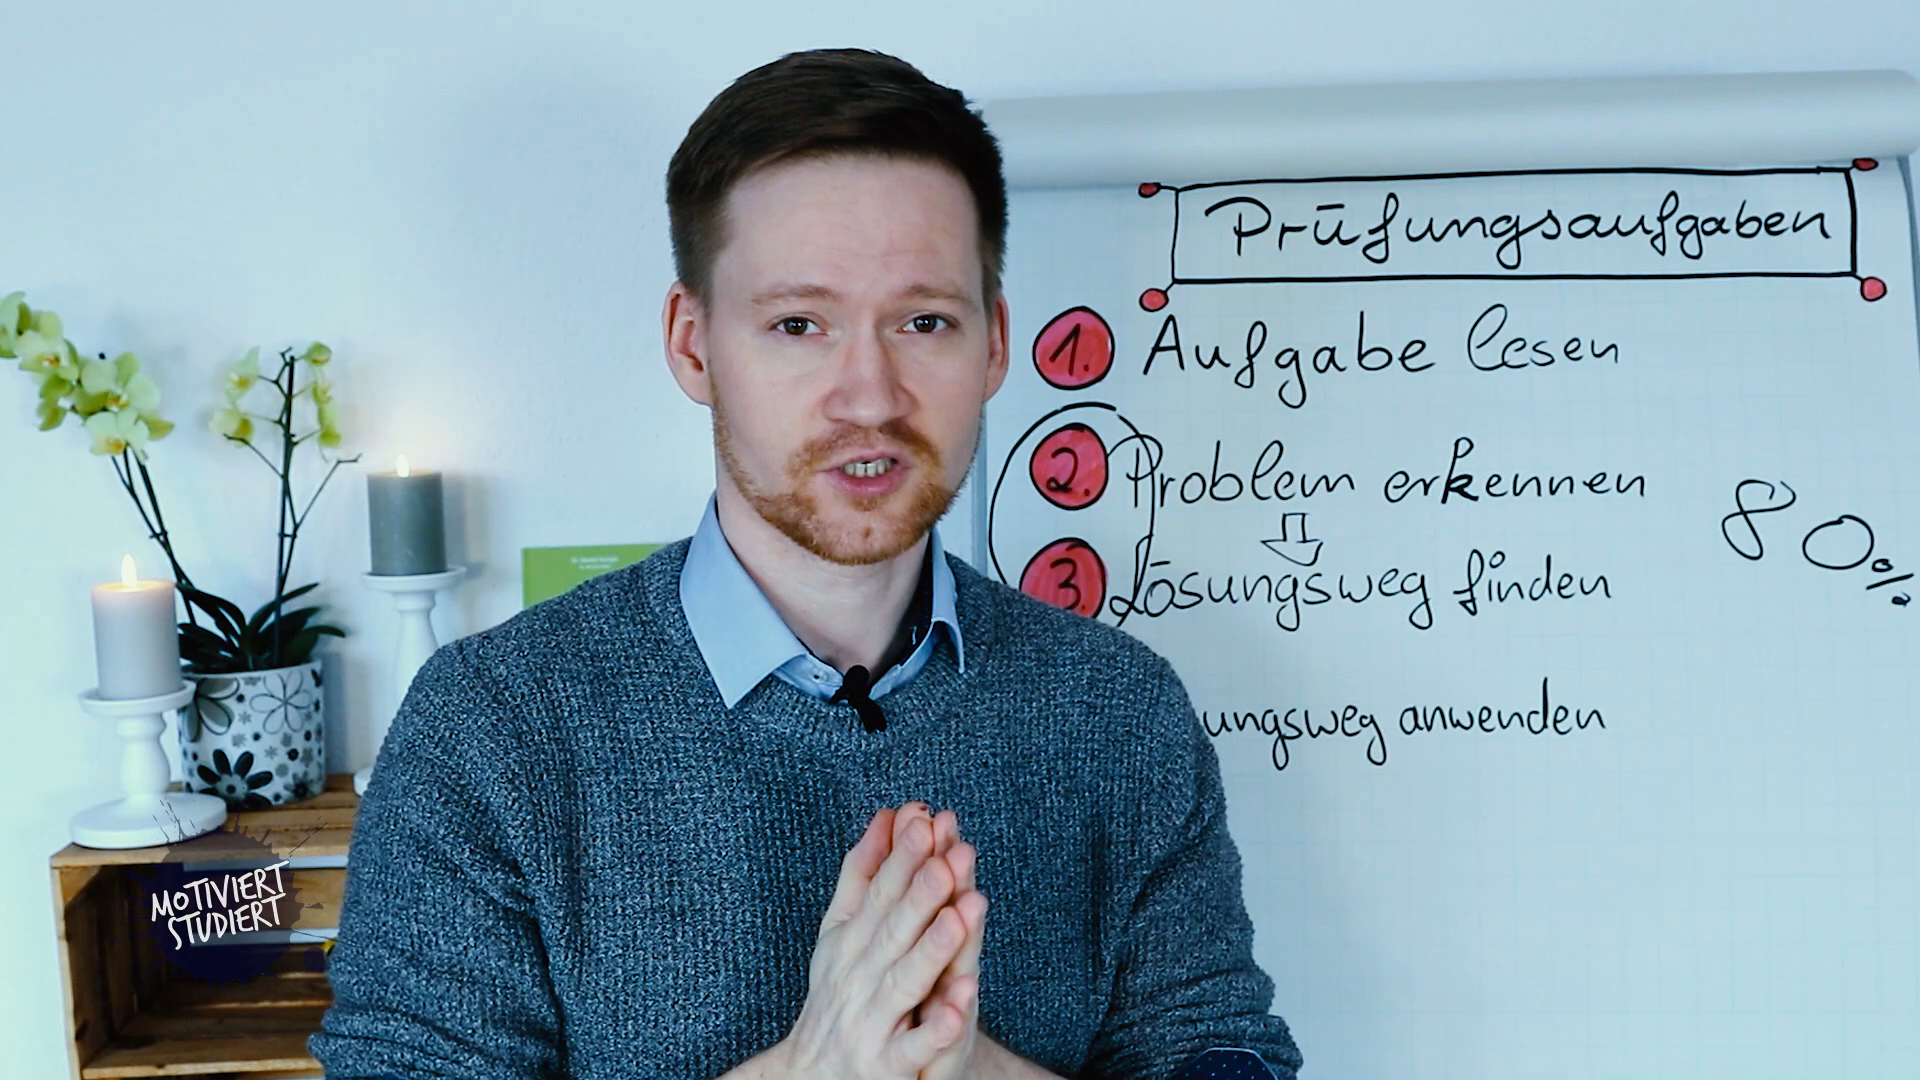 Prüfungsaufgaben
1. Aufgabe lesen
2. Problem erkennen
80%
3. Lösungsweg finden
ungsweg anwenden
MOTIVIERT
STUDIERT